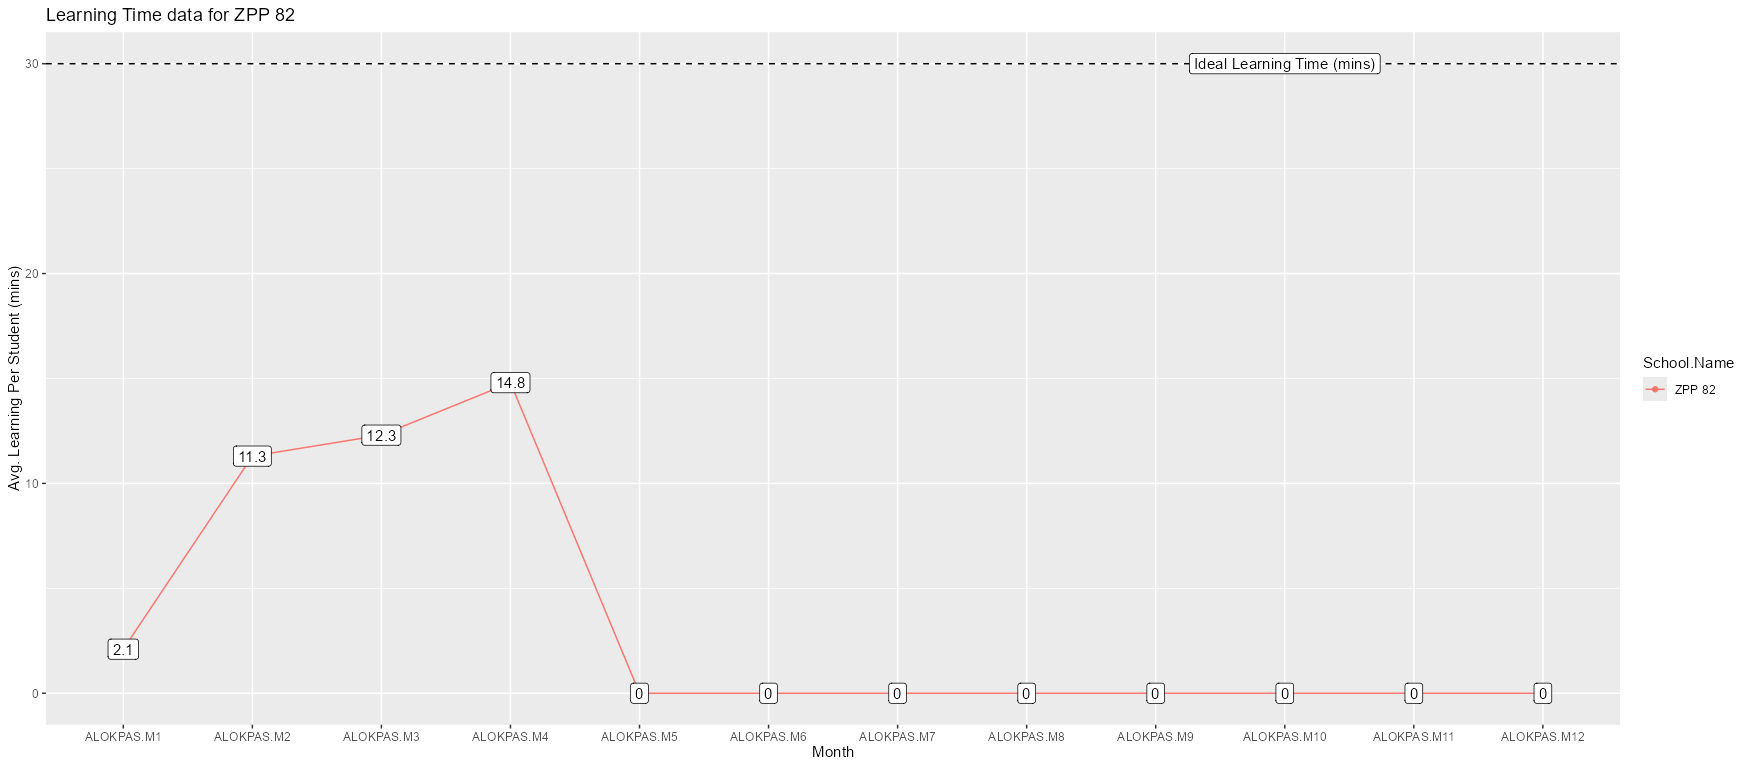 Learning Time data for ZPP 82
Avg. Learning Per Student (mins)
30
20
10
0
Ideal Learning Time (mins)
2.1
11.3
12.3
14.8
0
0
0
0
0
0
0
0
ALOKPAS.M1
ALOKPAS.M2
ALOKPAS.M3
ALOKPAS.M4
ALOKPAS.M5
ALOKPAS.M6
ALOKPAS.M7
ALOKPAS.M8
ALOKPAS.M9
ALOKPAS.M10
ALOKPAS.M11
ALOKPAS.M12
Month
School.Name
ZPP 82